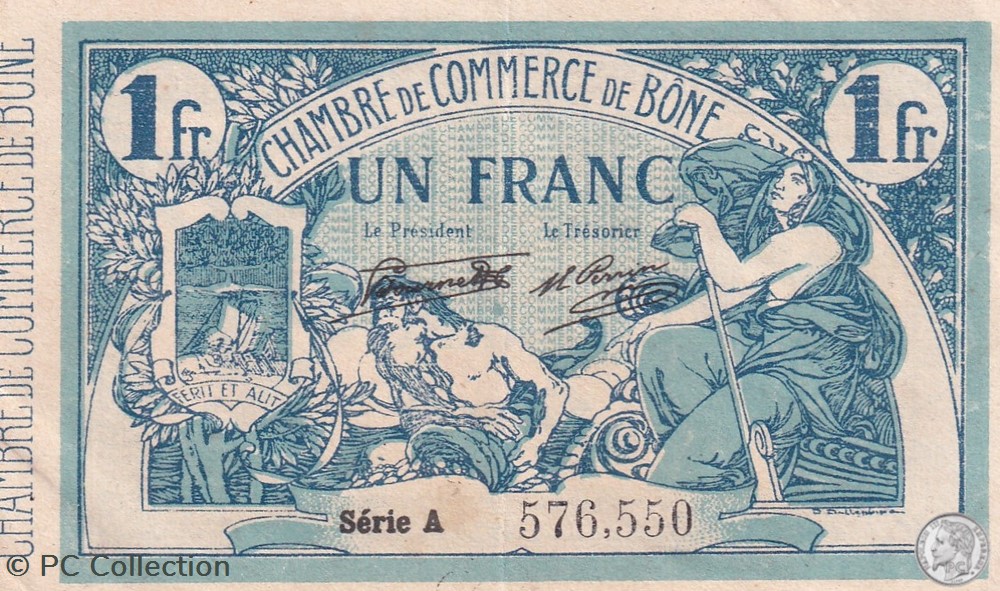 CHAMBRE DE COMMERCE DE BÔNE
1 fr
CHAMBRE DE COMMERCE DE BÔNE
1 fr
UN FRANC
Le Président
Le Trésorier
FERIT ET ALIT
Série A
576,550
© PC Collection
PC